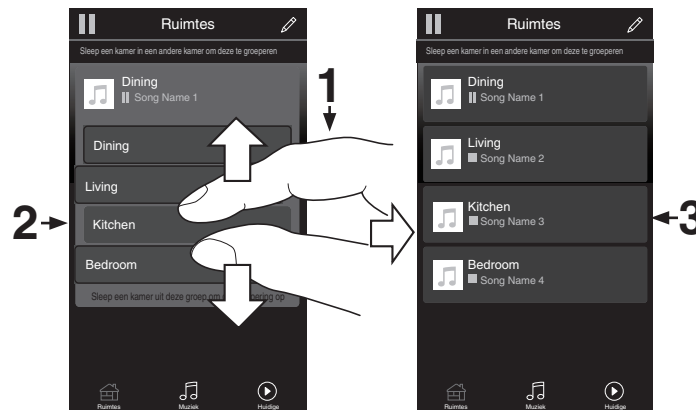 Ruimtes
Sleep een kamer in een andere kamer om deze te groeperen
Dining
Song Name 1
Dining
Living
Kitchen
Bedroom
Sleep een kamer uit deze groep om pering op
Ruimtes
Muziek
Huidige
1
2
Ruimtes
Sleep een kamer in een andere kamer om deze te groeperen
Dining
Song Name 1
Living
Song Name 2
Kitchen
Song Name 3
Bedroom
Song Name 4
Ruimtes
Muziek
Huidige
3